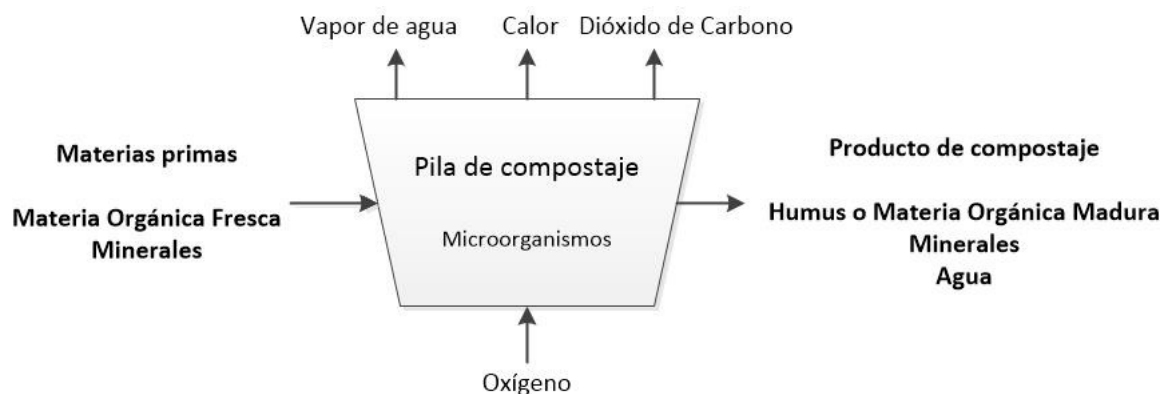 Vapor de agua
Calor
Dióxido de Carbono
Materias primas
Materia Orgánica Fresca
Minerales
Pila de compostaje
Microorganismos
Producto de compostaje
Humus o Materia Orgánica Madura
Minerales
Agua
Oxígeno